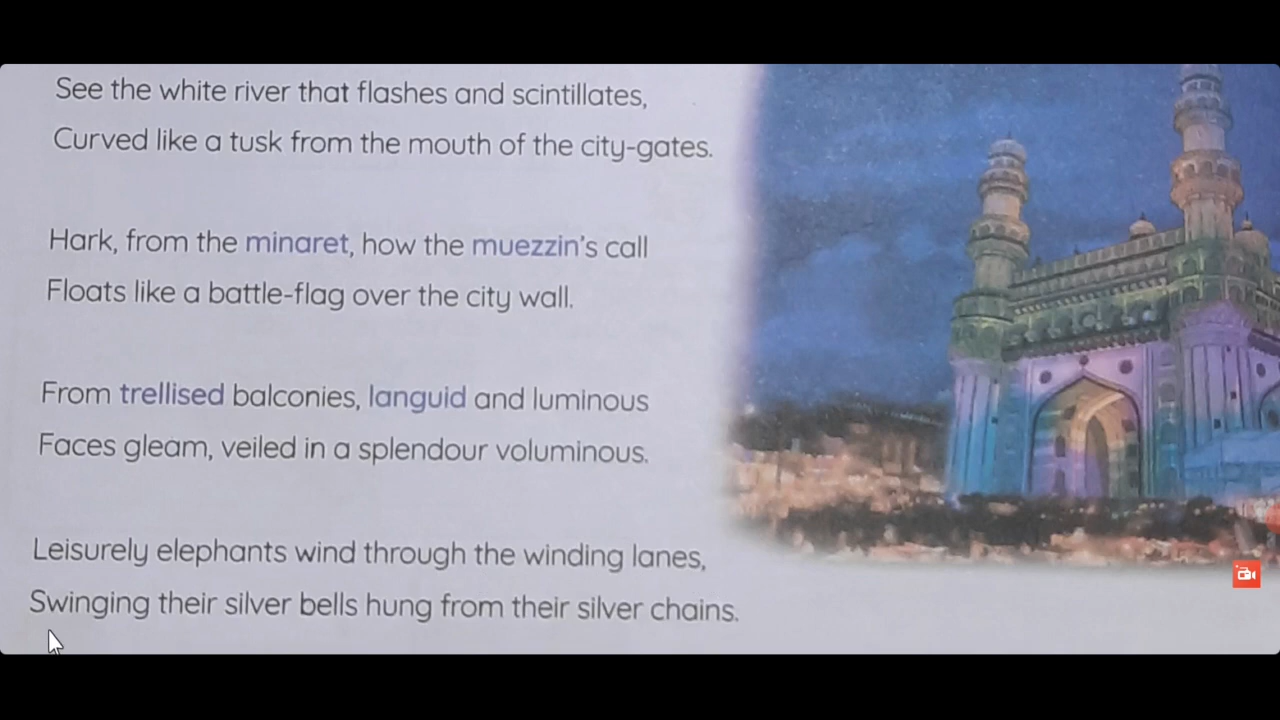 See the white river that flashes and scintillates,
Curved like a tusk from the mouth of the city-gates.
Hark, from the minaret, how the muezzin's call
Floats like a battle-flag over the city wall.
From trellised balconies, languid and luminous
Faces gleam, veiled in a splendour voluminous.
Leisurely elephants wind through the winding lanes,
Swinging their silver bells hung from their silver chains.